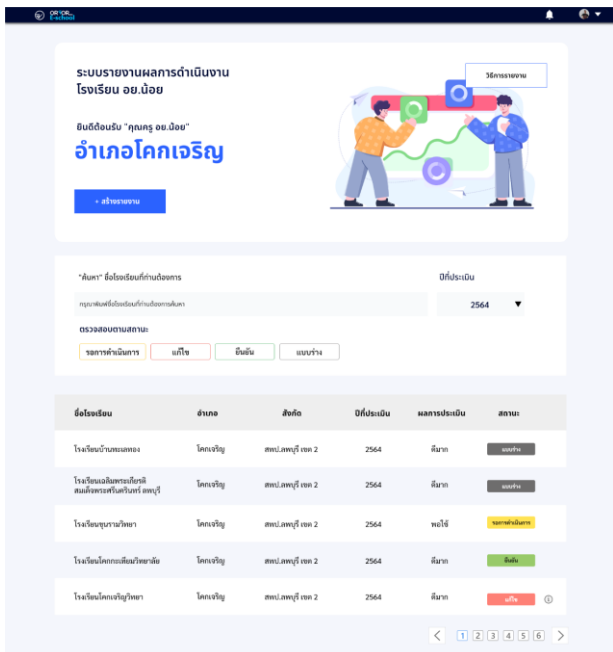 E-school
ระบบรายงานผลการดำเนินงาน
โรงเรียน อย.น้อย
วิธีการรายงาน
ยินดีต้อนรับ "คุณครู อย.น้อย"
อำเภอโคกเจริญ
+ สร้างรายงาน
"ค้นหา" ชื่อโรงเรียนที่ท่านต้องการ
ปีที่ประเมิน
กรุณาพิมพ์ชื่อโรงเรียนที่ท่านต้องการค้นหา
2564
ตรวจสอบตามสถานะ
รอการดำเนินการ แก้ไข ยืนยัน แบบร่าง
ชื่อโรงเรียน อำเภอ สังกัด ปีที่ประเมิน ผลการประเมิน สถานะ
โรงเรียนบ้านทะเลทอง โคกเจริญ สพป.ลพบุรี เขต 2 2564 ดีมาก แบบร่าง
โรงเรียนเฉลิมพระเกียรติ
สมเด็จพระศรีนครินทร์ ลพบุรี โคกเจริญ สพป.ลพบุรี เขต 2 2564 ดีมาก แบบร่าง
โรงเรียนขุนรามวิทยา โคกเจริญ สพป.ลพบุรี เขต 2 2564 พอใช้ รอการดำเนินการ
โรงเรียนโคกกะเทียมวิทยาลัย โคกเจริญ สพป.ลพบุรี เขต 2 2564 ดีมาก ยืนยัน
โรงเรียนโคกเจริญวิทยา โคกเจริญ สพป.ลพบุรี เขต 2 2564 ดีมาก แก้ไข
1 2 3 4 5 6